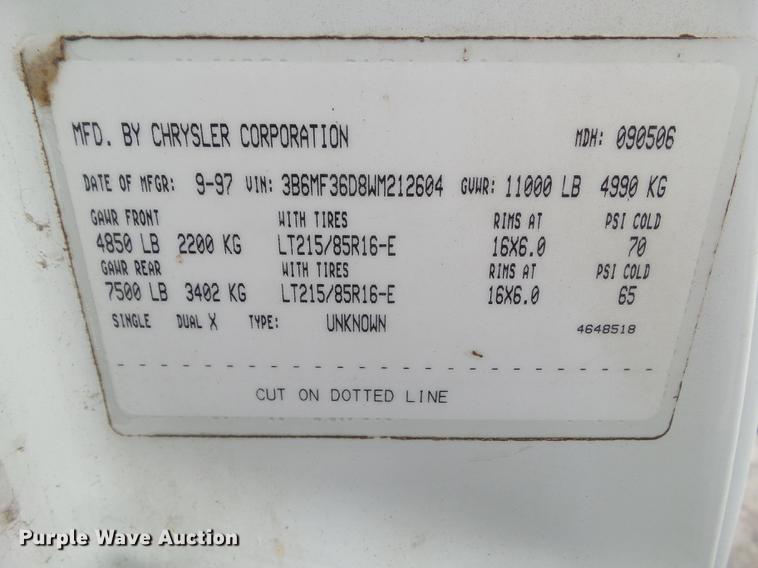 MFD. BY CHRYSLER CORPORATION MDH: 090506
DATE OF MFGR: 9-97 VIN: 3B6MF36D8WM212604 GVWR: 11000 LB 4990 KG
GAWR FRONT WITH TIRES RIMS AT PSI COLD
4850 LB 2200 KG LT215/85R16-E 16X6.0 70
GAWR REAR WITH TIRES RIMS AT PSI COLD
7500 LB 3402 KG LT215/85R16-E 16X6.0 65
SINGLE DUAL X TYPE: UNKNOWN 4648518
CUT ON DOTTED LINE
Purple Wave Auction